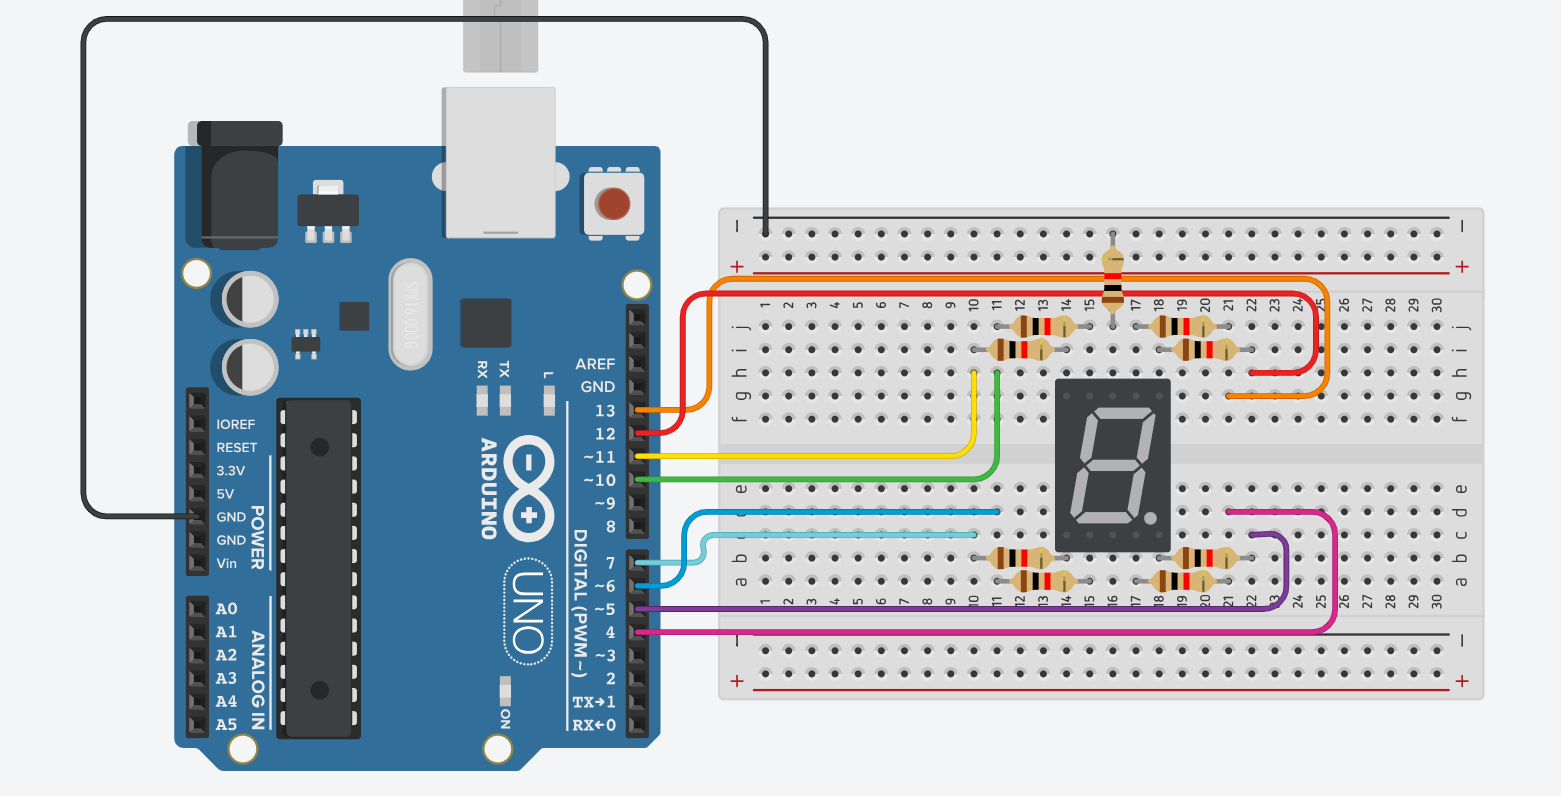 SPK16.000G
AREF
GND
13
12
~11
~10
~9
8
7
~6
~5
4
~3
2
TX→1
RX←0
DIGITAL (PWM~)
RX
TX
L
ARDUINO
UNO
ON
IOREF
RESET
3.3V
5V
GND
GND
Vin
POWER
A0
A1
A2
A3
A4
A5
ANALOG IN
− −
+ +
1 2 3 4 5 6 7 8 9 10 11 12 13 14 15 16 17 18 19 20 21 22 23 24 25 26 27 28 29 30
j j
i i
h h
g g
f f
e e
d
c
b b
a a
1 2 3 4 5 6 7 8 9 10 11 12 13 14 15 16 17 18 19 20 21 22 23 24 25 26 27 28 29 30
− −
+ +